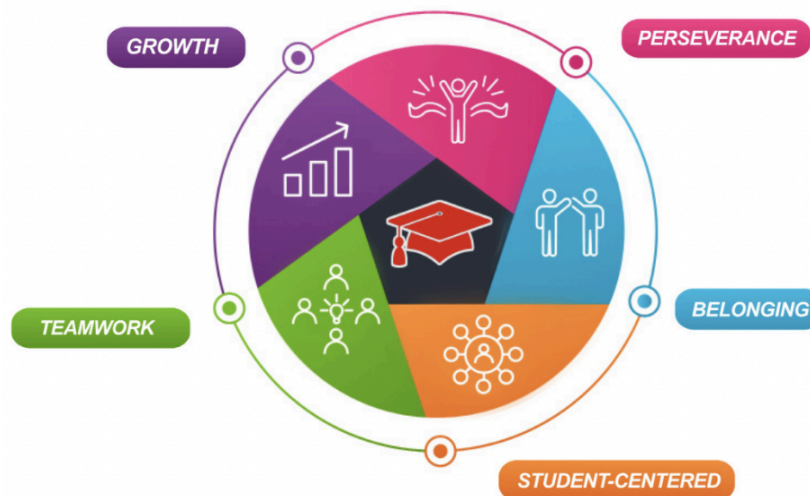 GROWTH
PERSEVERANCE
BELONGING
TEAMWORK
STUDENT-CENTERED